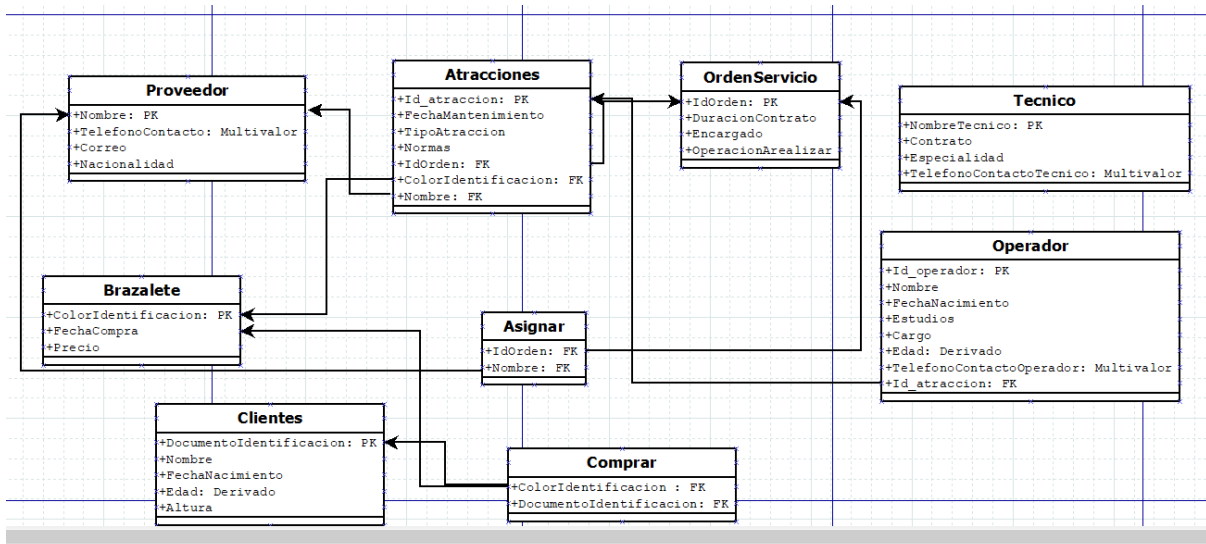 Proveedor
+Nombre: PK
+TelefonoContacto: Multivalor
+Correo
+Nacionalidad
Atracciones
+Id_atraccion: PK
+FechaMantenimiento
+TipoAtraccion
+Normas
+IdOrden: FK
+ColorIdentificacion: FK
+Nombre: FK
OrdenServicio
+IdOrden: PK
+DuracionContrato
+Encargado
+OperacionArealizar
Tecnico
+NombreTecnico: PK
+Contrato
+Especialidad
+TelefonoContactoTecnico: Multivalor
Brazalete
+ColorIdentificacion: PK
+FechaCompra
+Precio
Asignar
+IdOrden: FK
+Nombre: FK
Operador
+Id_operador: PK
+Nombre
+FechaNacimiento
+Estudios
+Cargo
+Edad: Derivado
+TelefonoContactoOperador: Multivalor
+Id_atraccion: FK
Clientes
+DocumentoIdentificacion: PK
+Nombre
+FechaNacimiento
+Edad: Derivado
+Altura
Comprar
+ColorIdentificacion : FK
+DocumentoIdentificacion: FK